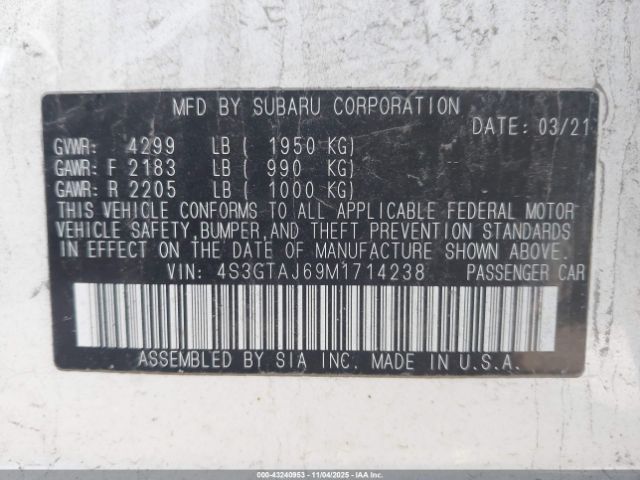 MFD BY SUBARU CORPORATION
DATE: 03/21
GVWR: 4299 LB ( 1950 KG)
GAWR: F 2183 LB ( 990 KG)
GAWR: R 2205 LB ( 1000 KG)
THIS VEHICLE CONFORMS TO ALL APPLICABLE FEDERAL MOTOR
VEHICLE SAFETY,BUMPER,AND THEFT PREVENTION STANDARDS
IN EFFECT ON THE DATE OF MANUFACTURE SHOWN ABOVE.
VIN: 4S3GTAJ69M1714238 PASSENGER CAR
ASSEMBLED BY SIA INC. MADE IN U.S.A.
000-43240953 - 11/04/2025 - COPYRIGHT © IAA, LLC